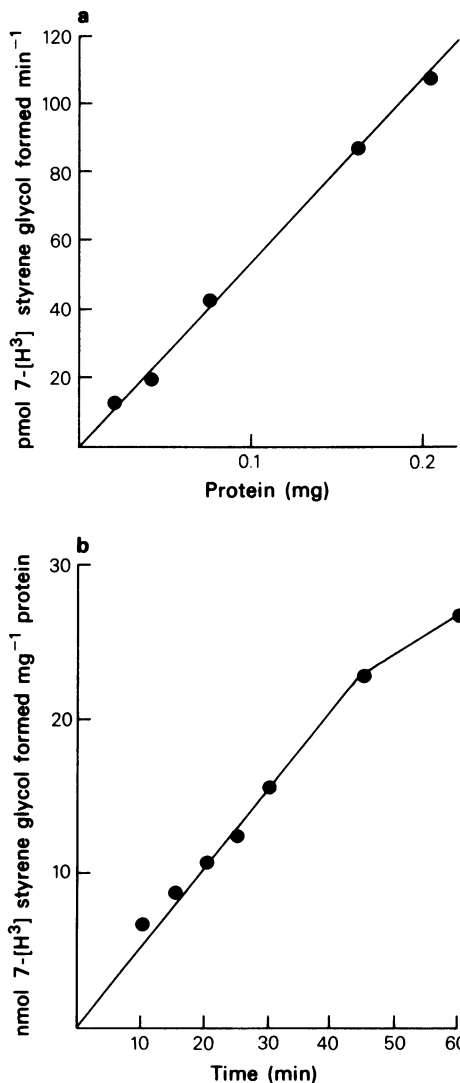 a
120
100
80
60
40
20
pmol 7-[H³] styrene glycol formed min⁻¹
0.1
0.2
Protein (mg)
b
30
20
10
nmol 7-[H³] styrene glycol formed mg⁻¹ protein
10
20
30
40
50
60
Time (min)